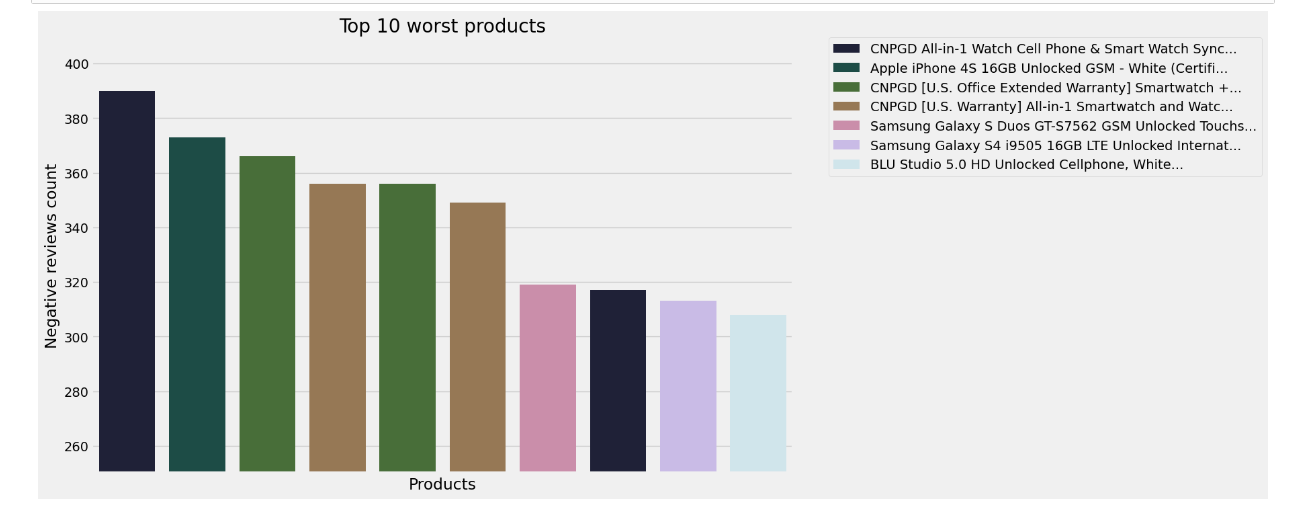 Top 10 worst products
400
380
360
340
320
300
280
260
Negative reviews count
Products
CNPGD All-in-1 Watch Cell Phone & Smart Watch Sync...
Apple iPhone 4S 16GB Unlocked GSM - White (Certifi...
CNPGD [U.S. Office Extended Warranty] Smartwatch +...
CNPGD [U.S. Warranty] All-in-1 Smartwatch and Watc...
Samsung Galaxy S Duos GT-S7562 GSM Unlocked Touchs...
Samsung Galaxy S4 i9505 16GB LTE Unlocked Internat...
BLU Studio 5.0 HD Unlocked Cellphone, White...